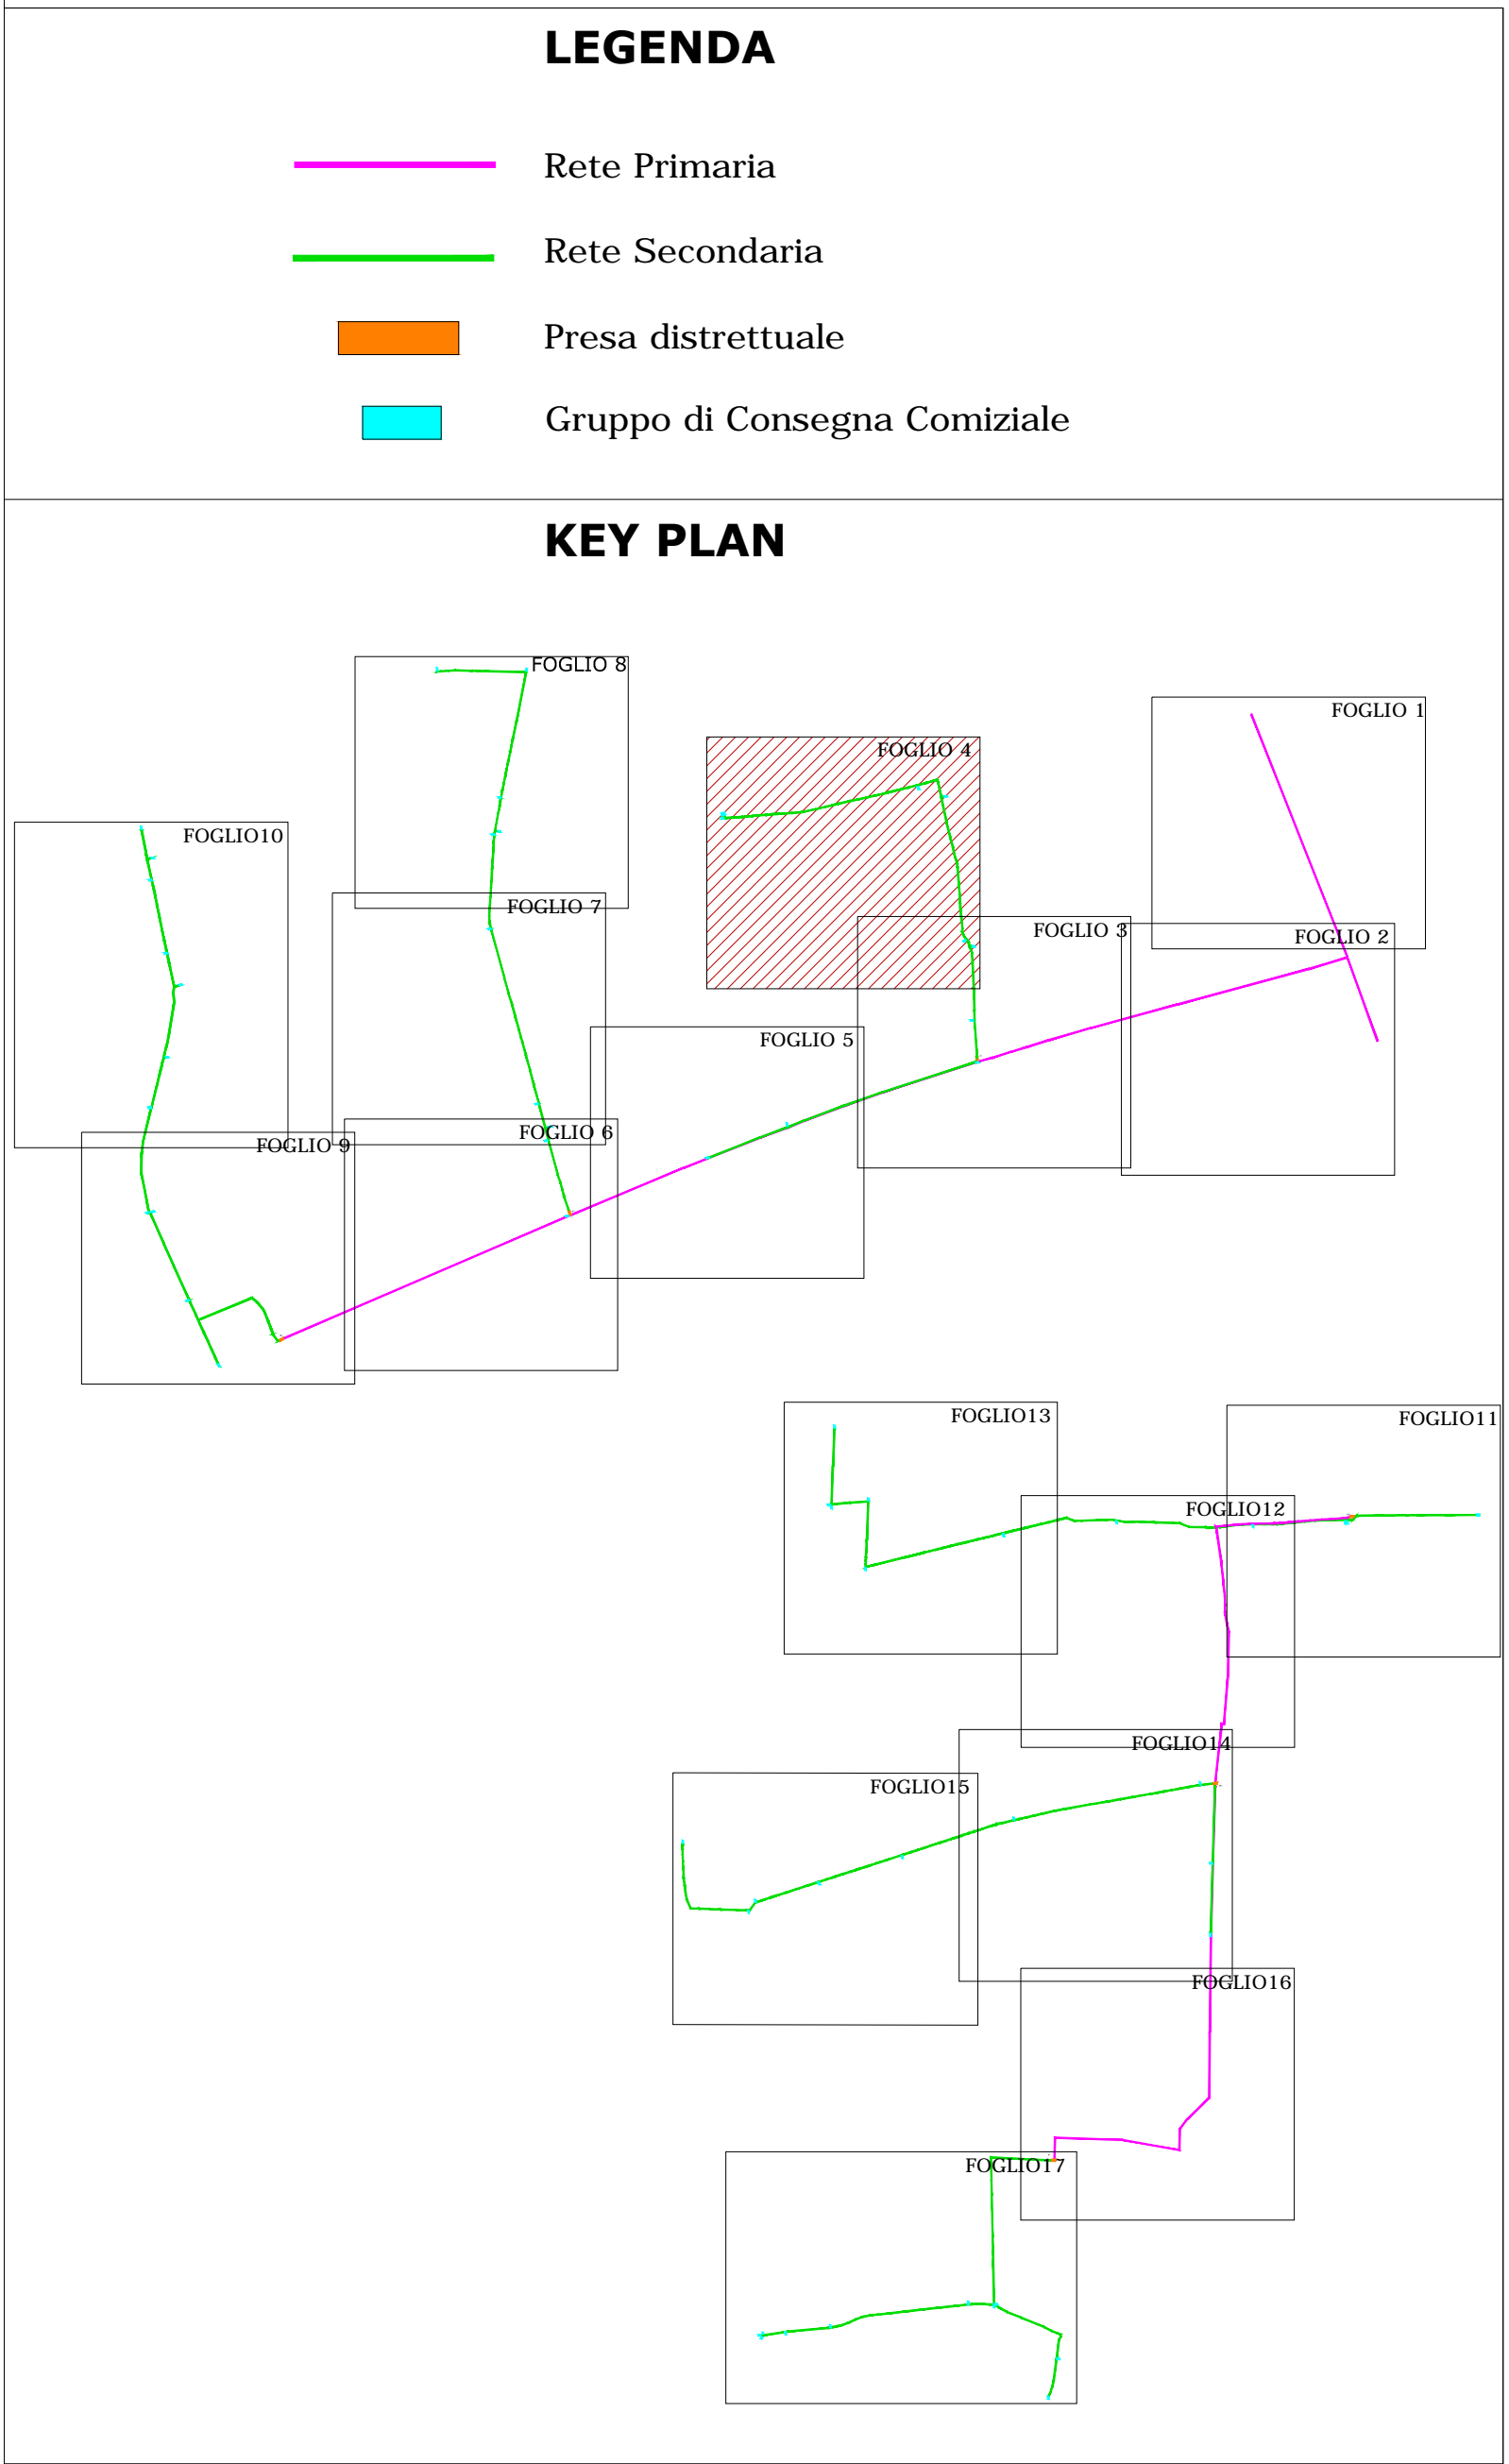 LEGENDA
Rete Primaria
Rete Secondaria
Presa distrettuale
Gruppo di Consegna Comiziale
KEY PLAN
FOGLIO 8
FOGLIO 1
FOGLIO 4
FOGLIO10
FOGLIO 7
FOGLIO 3
FOGLIO 2
FOGLIO 5
FOGLIO 6
FOGLIO 9
FOGLIO13
FOGLIO11
FOGLIO12
FOGLIO14
FOGLIO15
FOGLIO16
FOGLIO17